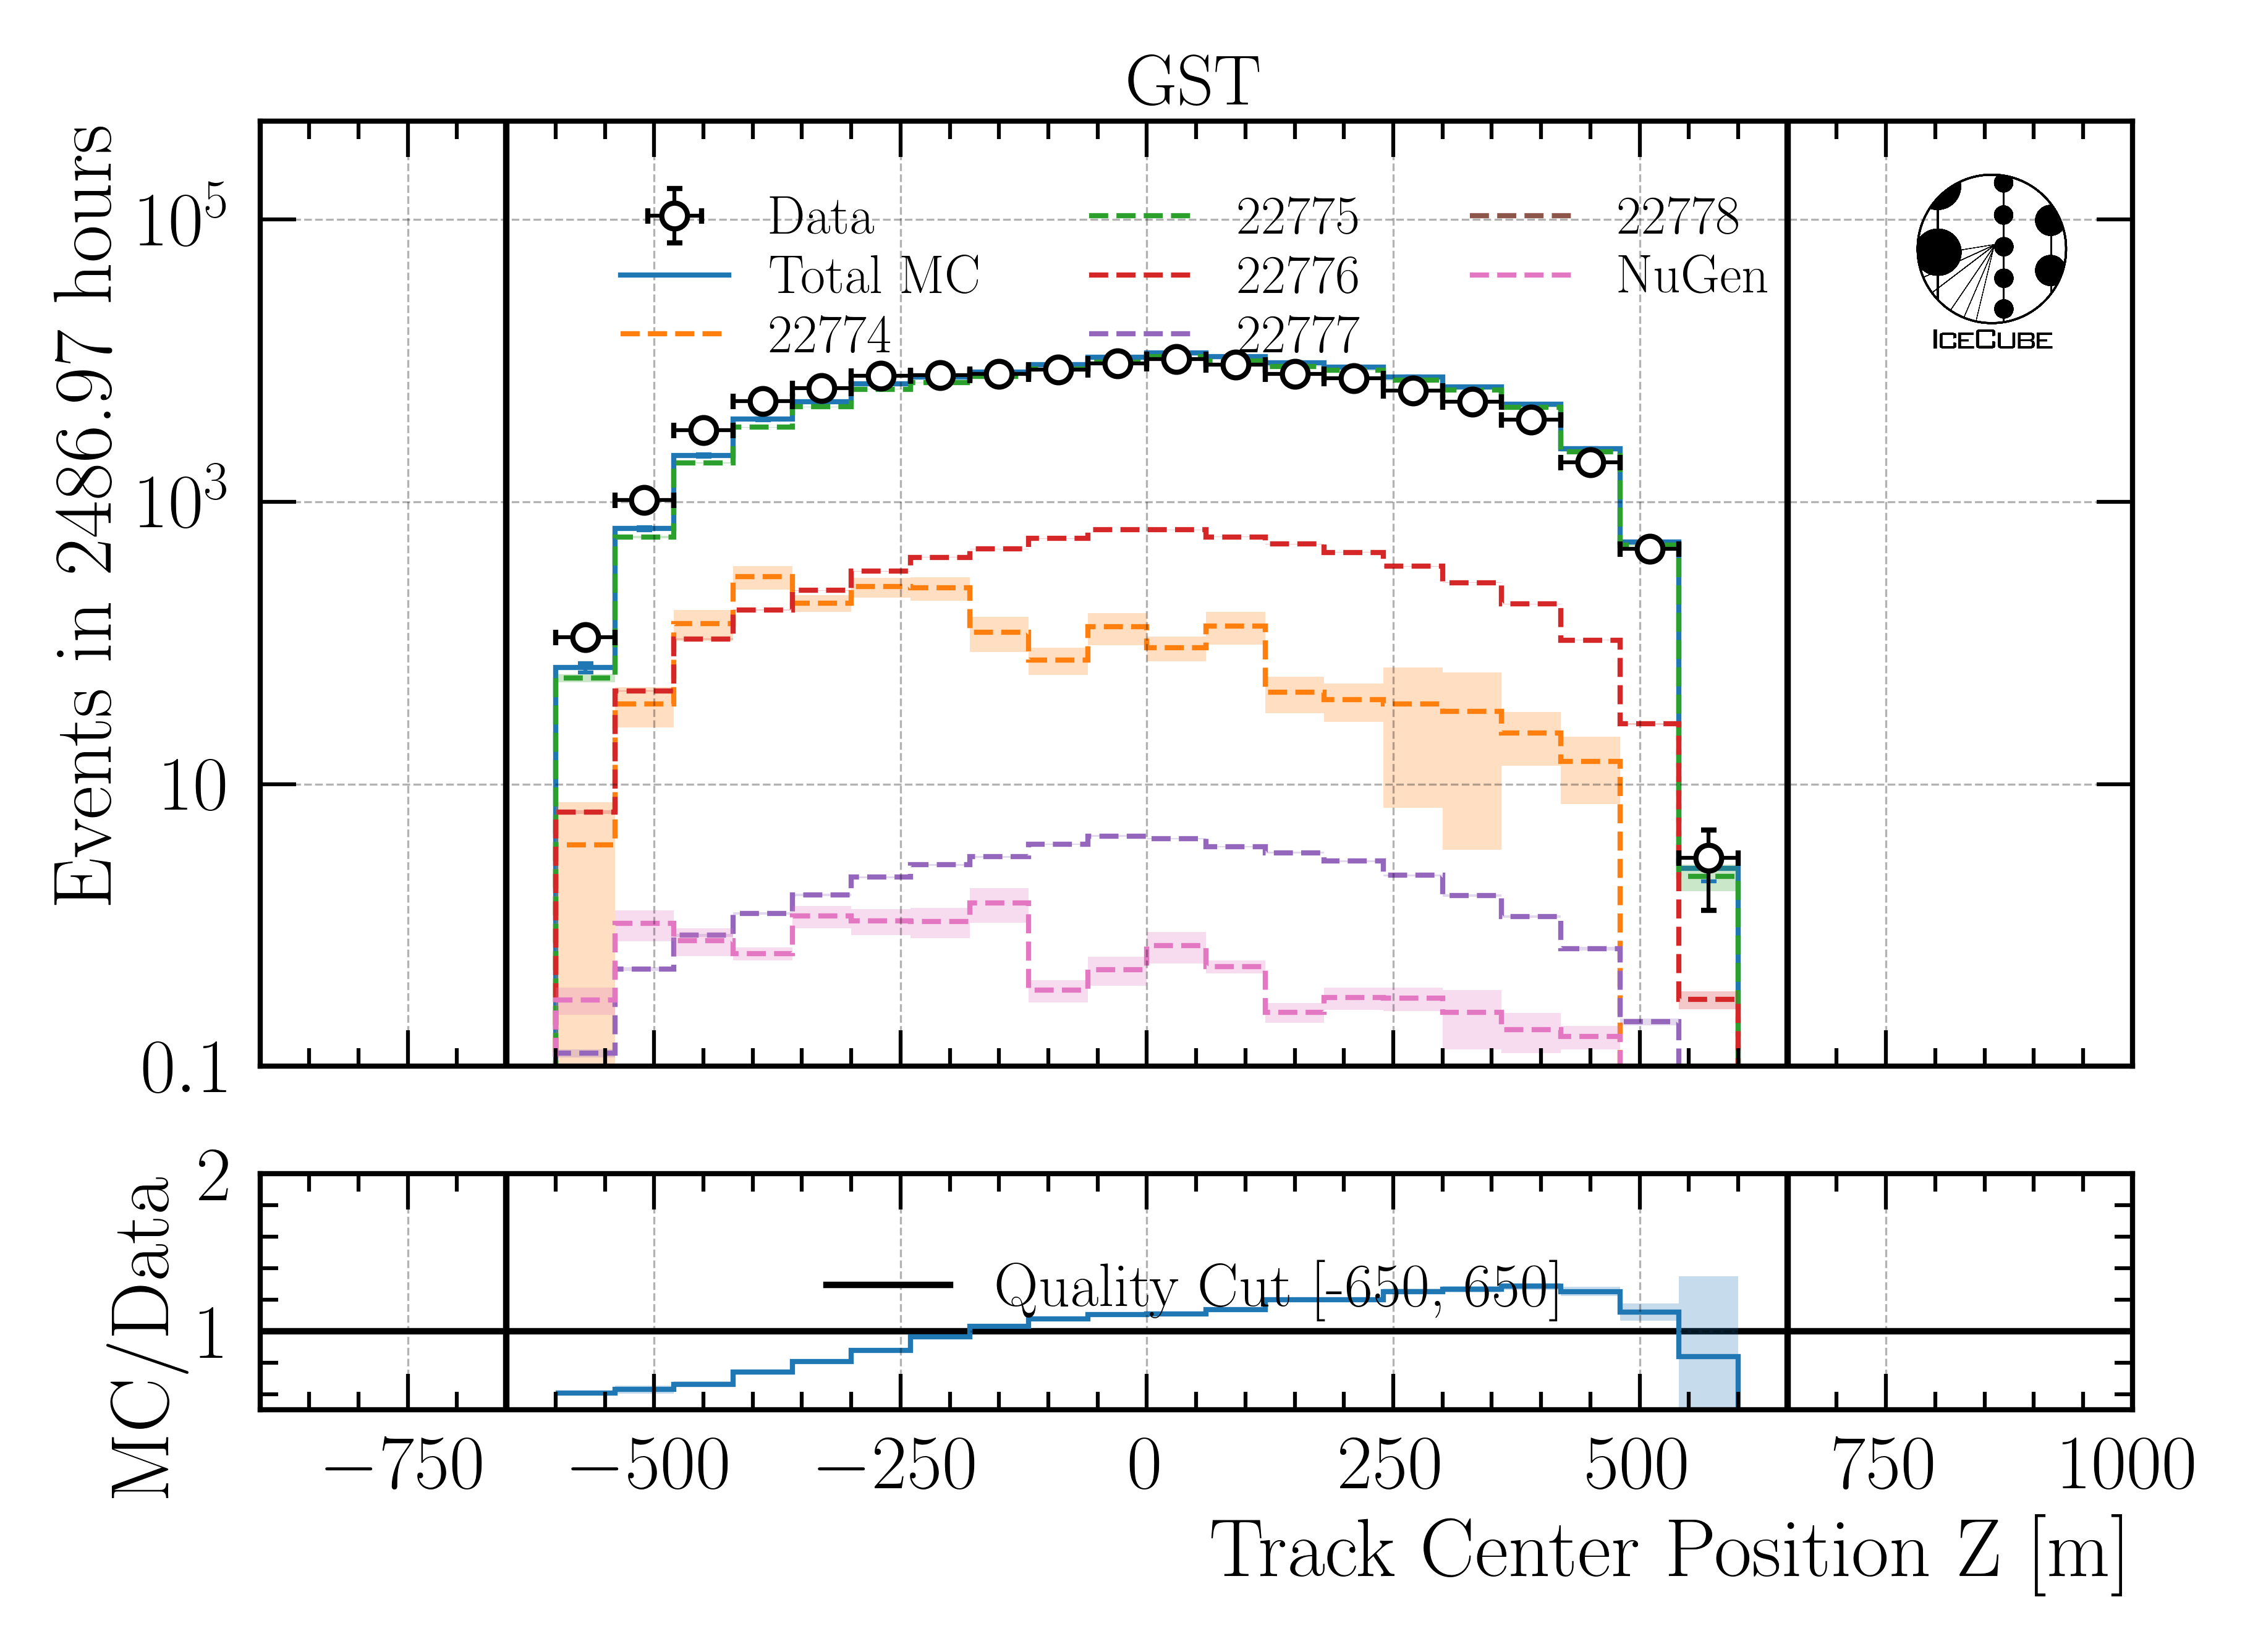 GST
Events in 2486.97 hours
10^5
10^3
10
0.1
Data
Total MC
22774
22775
22776
22777
22778
NuGen
ICECUBE
MC/Data
2
1
Quality Cut [-650, 650]
−750 −500 −250 0 250 500 750 1000
Track Center Position Z [m]